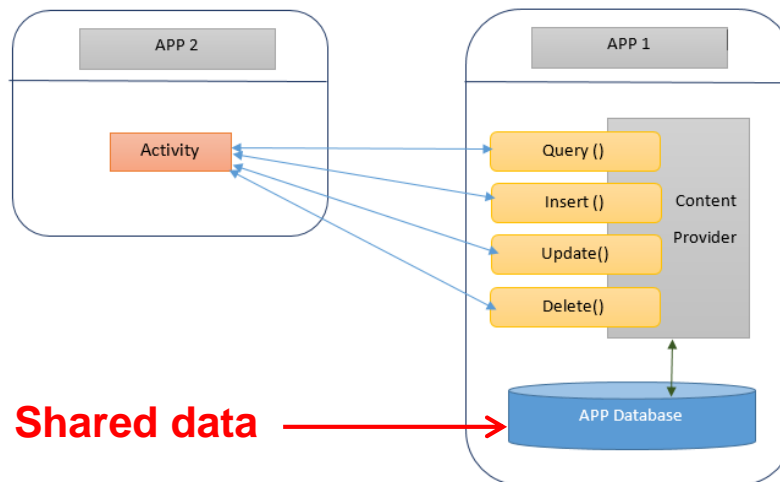 APP 2
APP 1
Activity
Query ()
Insert ()
Update()
Delete()
Content
Provider
Shared data
APP Database